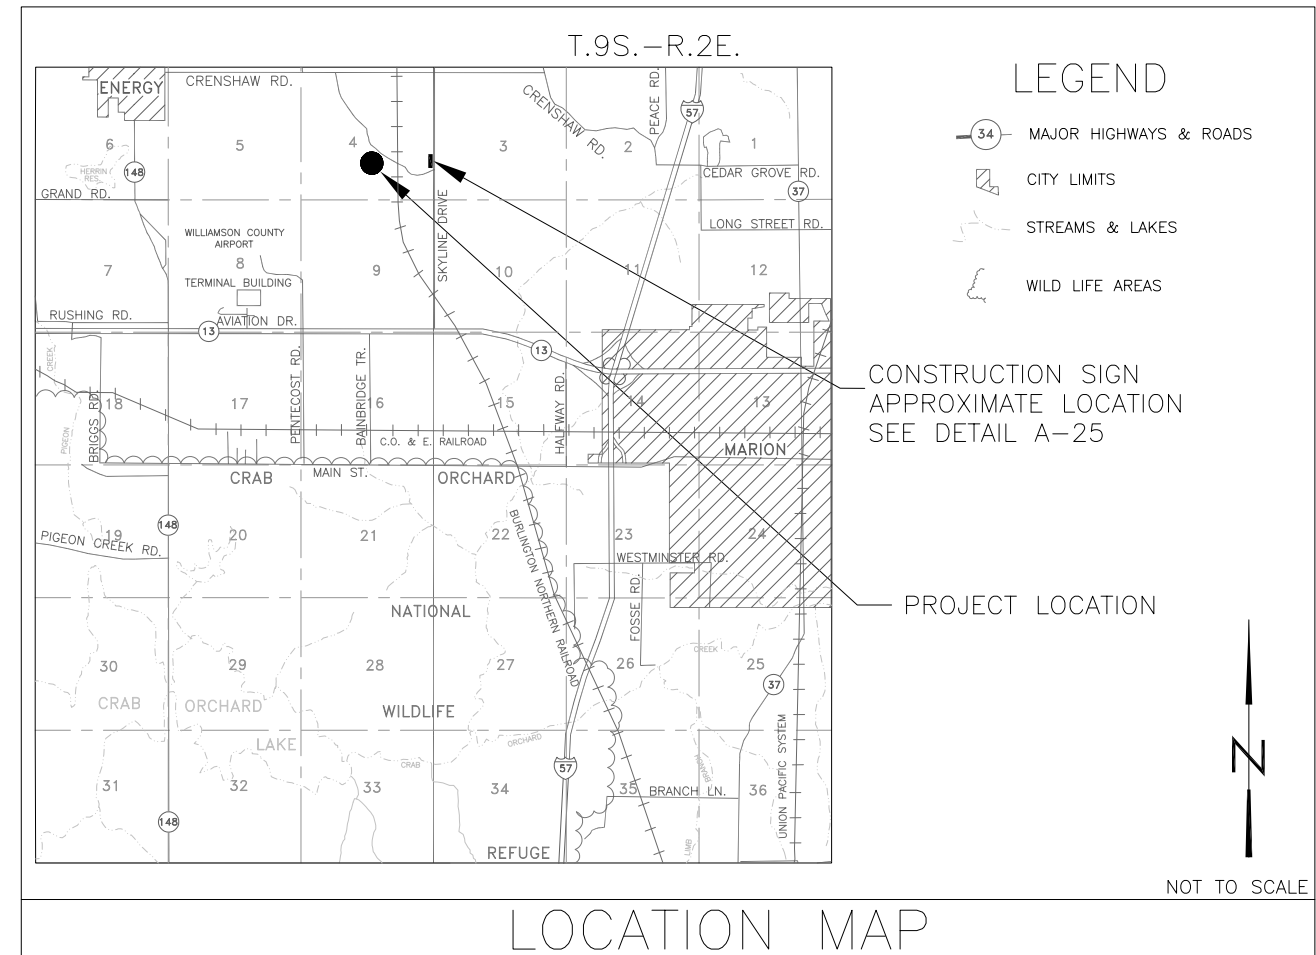 T.9S.-R.2E.
LEGEND
34 MAJOR HIGHWAYS & ROADS
CITY LIMITS
STREAMS & LAKES
WILD LIFE AREAS
CONSTRUCTION SIGN
APPROXIMATE LOCATION
SEE DETAIL A-25
PROJECT LOCATION
ENERGY
CRENSHAW RD.
CRENSHAW RD.
PEACE RD.
57
6
5
4
3
2
1
HERRIN
RES.
148
CEDAR GROVE RD.
37
GRAND RD.
SKYLINE DRIVE
LONG STREET RD.
WILLIAMSON COUNTY
AIRPORT
7
8
9
10
11
12
TERMINAL BUILDING
RUSHING RD.
AVIATION DR.
13
13
CREEK
PIGEON
BRIGGS RD.
PENTECOST RD.
BAINBRIDGE TR.
HALFWAY RD.
18
17
16
15
14
13
C.O. & E. RAILROAD
MARION
MAIN ST.
CRAB
ORCHARD
148
19
20
21
22
23
24
PIGEON CREEK RD.
BURLINGTON NORTHERN RAILROAD
WESTMINSTER RD.
FOSSE RD.
NATIONAL
30
29
28
27
26
25
CREEK
37
CRAB
ORCHARD
WILDLIFE
LAKE
ORCHARD
CRAB
UNION PACIFIC SYSTEM
57
31
32
33
34
35
36
BRANCH LN.
BRANCH
LIMB
148
REFUGE
N
NOT TO SCALE
LOCATION MAP